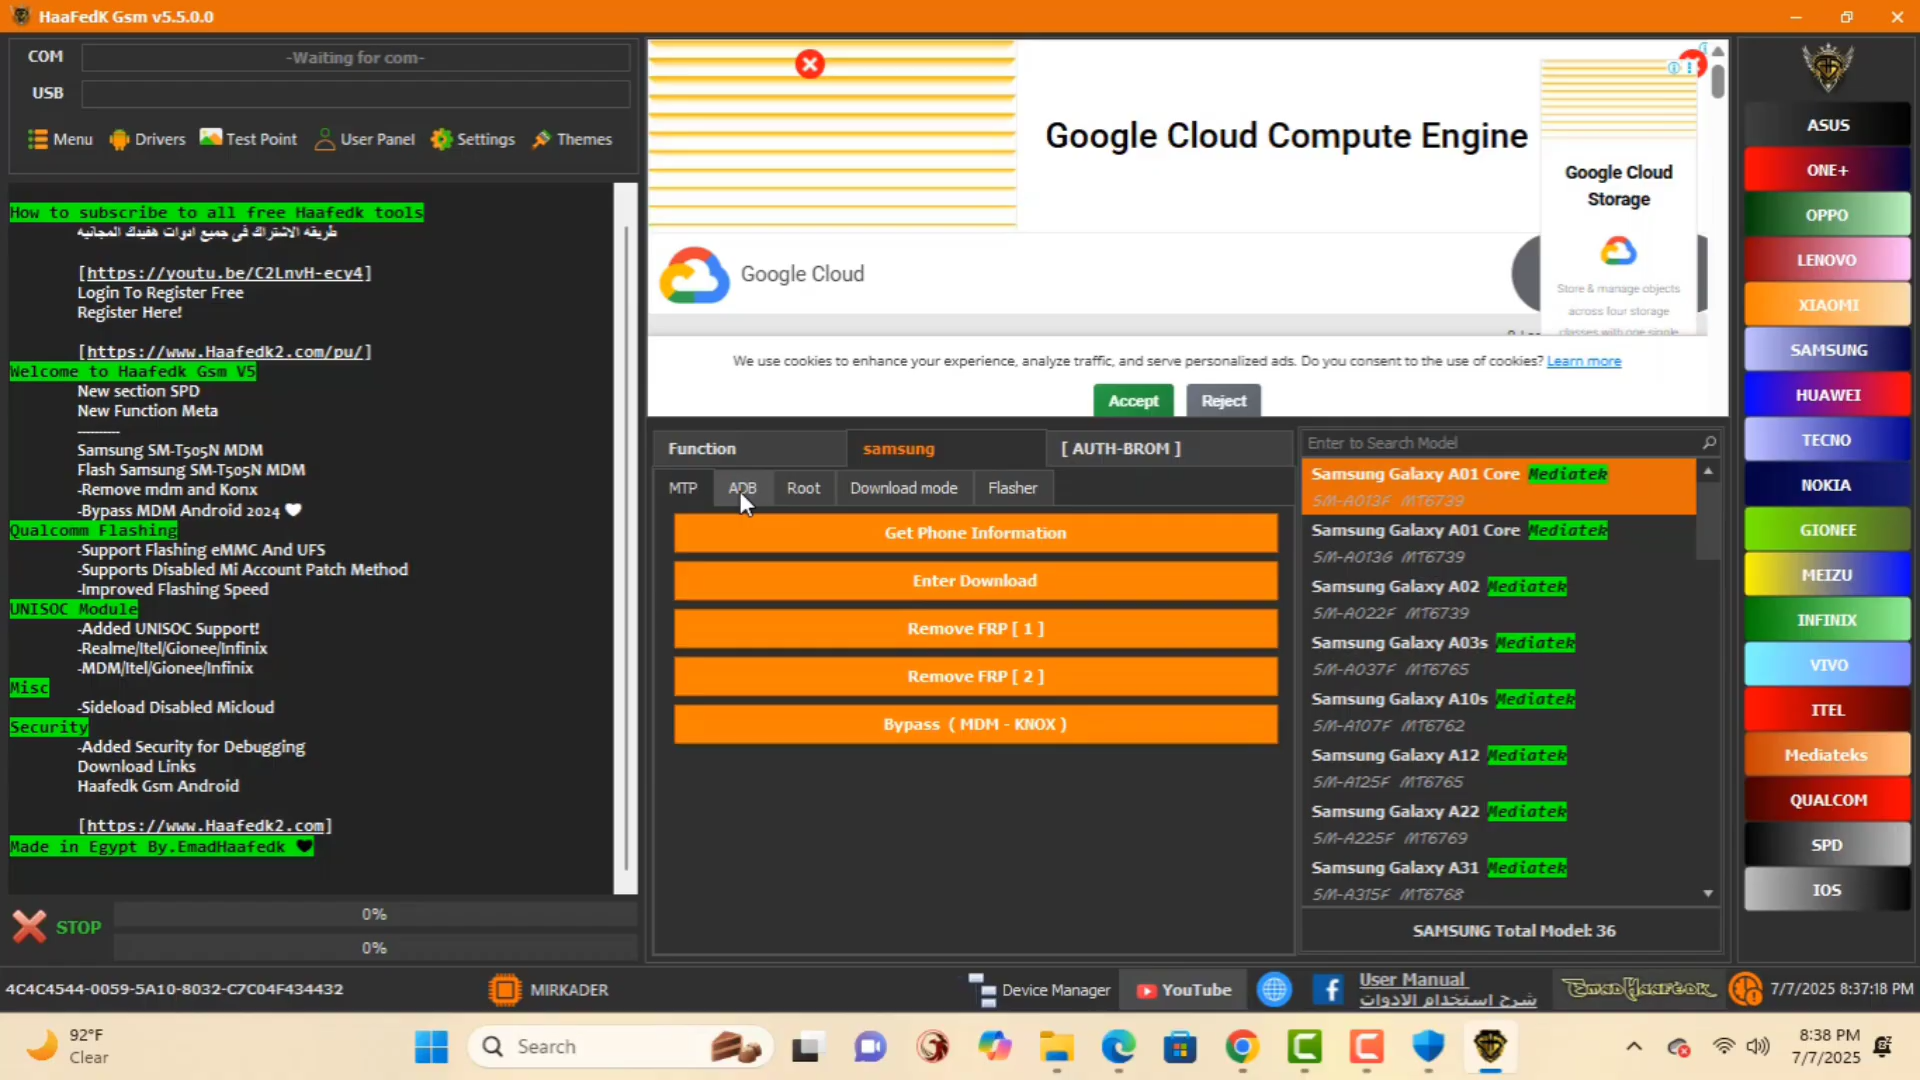 HaaFedK Gsm v5.5.0.0
COM
-Waiting for com-
USB
Menu
Drivers
Test Point
User Panel
Settings
Themes
How to subscribe to all free Haafedk tools
طريقه الاشتراك في جميع ادوات هفيدك المجانيه
[https://youtu.be/C2LnvH-ecy4]
Login To Register Free
Register Here!
[https://www.Haafedk2.com/pu/]
Welcome to Haafedk Gsm V5
New section SPD
New Function Meta
----------
Samsung SM-T505N MDM
Flash Samsung SM-T505N MDM
-Remove mdm and Konx
-Bypass MDM Android 2024 ♥
Qualcomm Flashing
-Support Flashing eMMC And UFS
-Supports Disabled Mi Account Patch Method
-Improved Flashing Speed
UNISOC Module
-Added UNISOC Support!
-Realme/Itel/Gionee/Infinix
-MDM/Itel/Gionee/Infinix
Misc
-Sideload Disabled Micloud
Security
-Added Security for Debugging
Download Links
Haafedk Gsm Android
[https://www.Haafedk2.com]
Made in Egypt By.EmadHaafedk ♥
STOP
0%
0%
Google Cloud Compute Engine
Google Cloud
Google Cloud
Storage
Store & manage objects
across four storage
classes with one single
We use cookies to enhance your experience, analyze traffic, and serve personalized ads. Do you consent to the use of cookies? Learn more
Accept
Reject
Function
samsung
[ AUTH-BROM ]
MTP
ADB
Root
Download mode
Flasher
Get Phone Information
Enter Download
Remove FRP [ 1 ]
Remove FRP [ 2 ]
Bypass ( MDM - KNOX )
Enter to Search Model
Samsung Galaxy A01 Core Mediatek
SM-A013F MT6739
Samsung Galaxy A01 Core Mediatek
SM-A013G MT6739
Samsung Galaxy A02 Mediatek
SM-A022F MT6739
Samsung Galaxy A03s Mediatek
SM-A037F MT6765
Samsung Galaxy A10s Mediatek
SM-A107F MT6762
Samsung Galaxy A12 Mediatek
SM-A125F MT6765
Samsung Galaxy A22 Mediatek
SM-A225F MT6769
Samsung Galaxy A31 Mediatek
SM-A315F MT6768
SAMSUNG Total Model: 36
ASUS
ONE+
OPPO
LENOVO
XIAOMI
SAMSUNG
HUAWEI
TECNO
NOKIA
GIONEE
MEIZU
INFINIX
VIVO
ITEL
Mediateks
QUALCOM
SPD
IOS
4C4C4544-0059-5A10-8032-C7C04F434432
MIRKADER
Device Manager
YouTube
User Manual
شرح استخدام الادوات
EmadHaafedk
7/7/2025 8:37:18 PM
92°F
Clear
Search
8:38 PM
7/7/2025